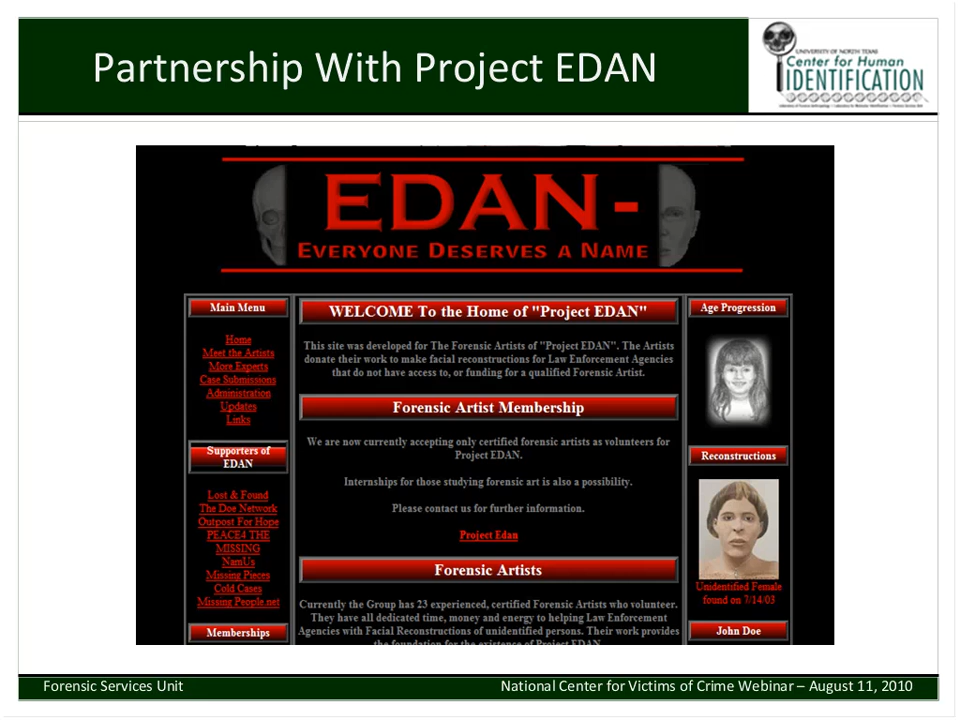 Partnership With Project EDAN
UNIVERSITY OF NORTH TEXAS
Center for Human
IDENTIFICATION
EDAN -
EVERYONE DESERVES A NAME
Main Menu
Home
Meet the Artists
More Experts
Case Submissions
Administration
Updates
Links
Supporters of
EDAN
Lost & Found
The Doe Network
Outpost For Hope
PEACE4 THE
MISSING
NamUs
Missing Pieces
Cold Cases
Missing People.net
Memberships
WELCOME To the Home of "Project EDAN"
This site was developed for The Forensic Artists of "Project EDAN". The Artists
donate their work to make facial reconstructions for Law Enforcement Agencies
that do not have access to, or funding for a qualified Forensic Artist.
Forensic Artist Membership
We are now currently accepting only certified forensic artists as volunteers for
Project EDAN.
Internships for those studying forensic art is also a possibility.
Please contact us for further information.
Project Edan
Forensic Artists
Currently the Group has 23 experienced, certified Forensic Artists who volunteer.
They have all dedicated time, money and energy to helping Law Enforcement
Agencies with Facial Reconstructions of unidentified persons. Their work provides
the foundation for the existence of Project EDAN.
Age Progression
Reconstructions
Unidentified Female
found on 7/14/03
John Doe
Forensic Services Unit
National Center for Victims of Crime Webinar – August 11, 2010